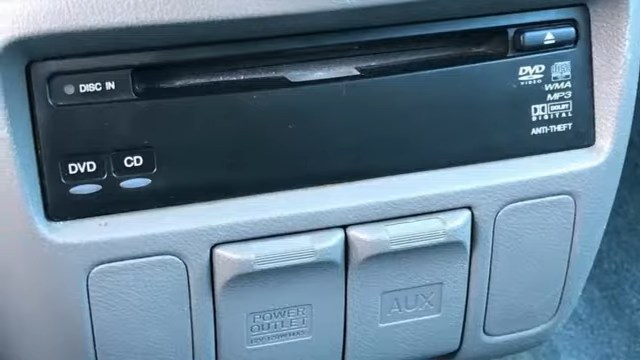 DISC IN
DVD
VIDEO
WMA
MP3
DOLBY
DIGITAL
ANTI-THEFT
DVD
CD
POWER
OUTLET
AUX